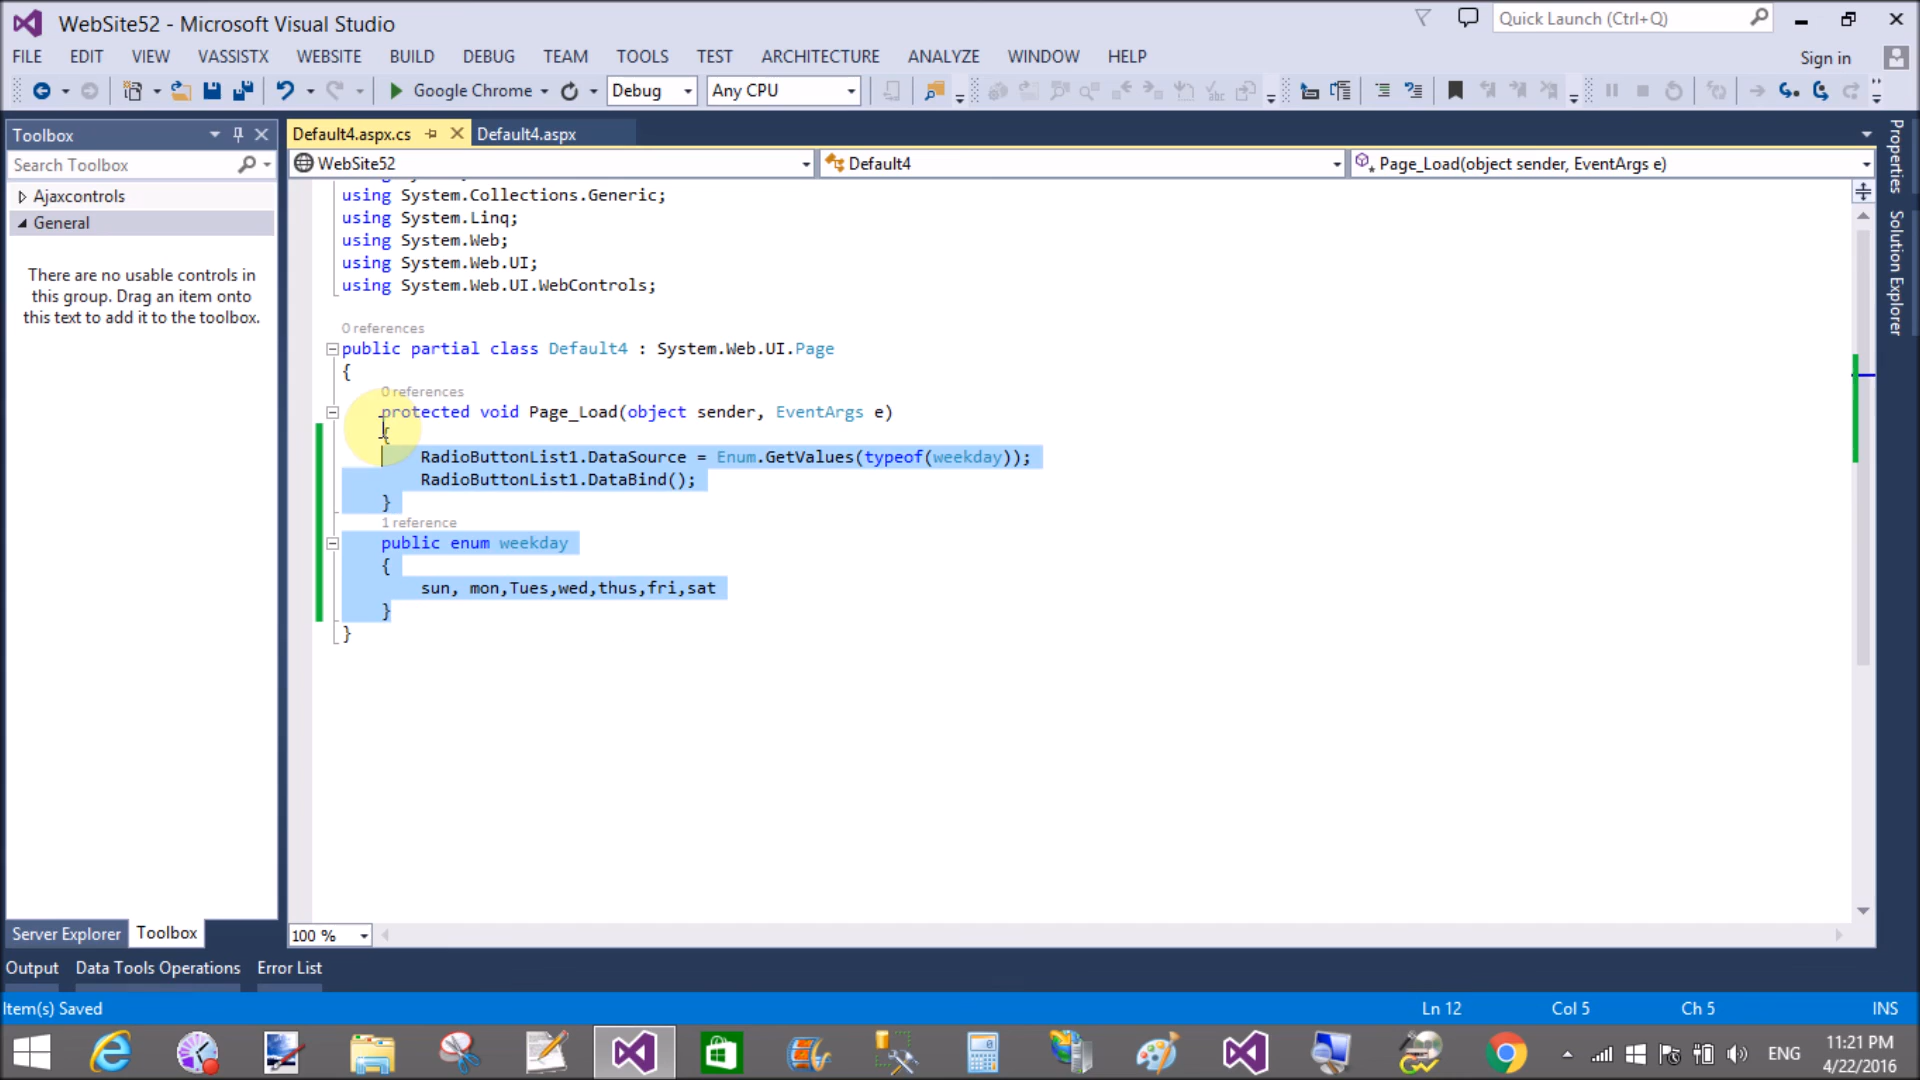 WebSite52 - Microsoft Visual Studio
Quick Launch (Ctrl+Q)
FILE EDIT VIEW VASSISTX WEBSITE BUILD DEBUG TEAM TOOLS TEST ARCHITECTURE ANALYZE WINDOW HELP
Sign in
Google Chrome Debug Any CPU
Toolbox
Search Toolbox
Ajaxcontrols
General
There are no usable controls in
this group. Drag an item onto
this text to add it to the toolbox.
Default4.aspx.cs Default4.aspx
WebSite52 Default4 Page_Load(object sender, EventArgs e)
using System.Collections.Generic;
using System.Linq;
using System.Web;
using System.Web.UI;
using System.Web.UI.WebControls;
0 references
public partial class Default4 : System.Web.UI.Page
{
0 references
protected void Page_Load(object sender, EventArgs e)
{
RadioButtonList1.DataSource = Enum.GetValues(typeof(weekday));
RadioButtonList1.DataBind();
}
1 reference
public enum weekday
{
sun, mon,Tues,wed,thus,fri,sat
}
}
Properties
Solution Explorer
100 %
Server Explorer Toolbox
Output Data Tools Operations Error List
Item(s) Saved
Ln 12 Col 5 Ch 5 INS
ENG
11:21 PM
4/22/2016